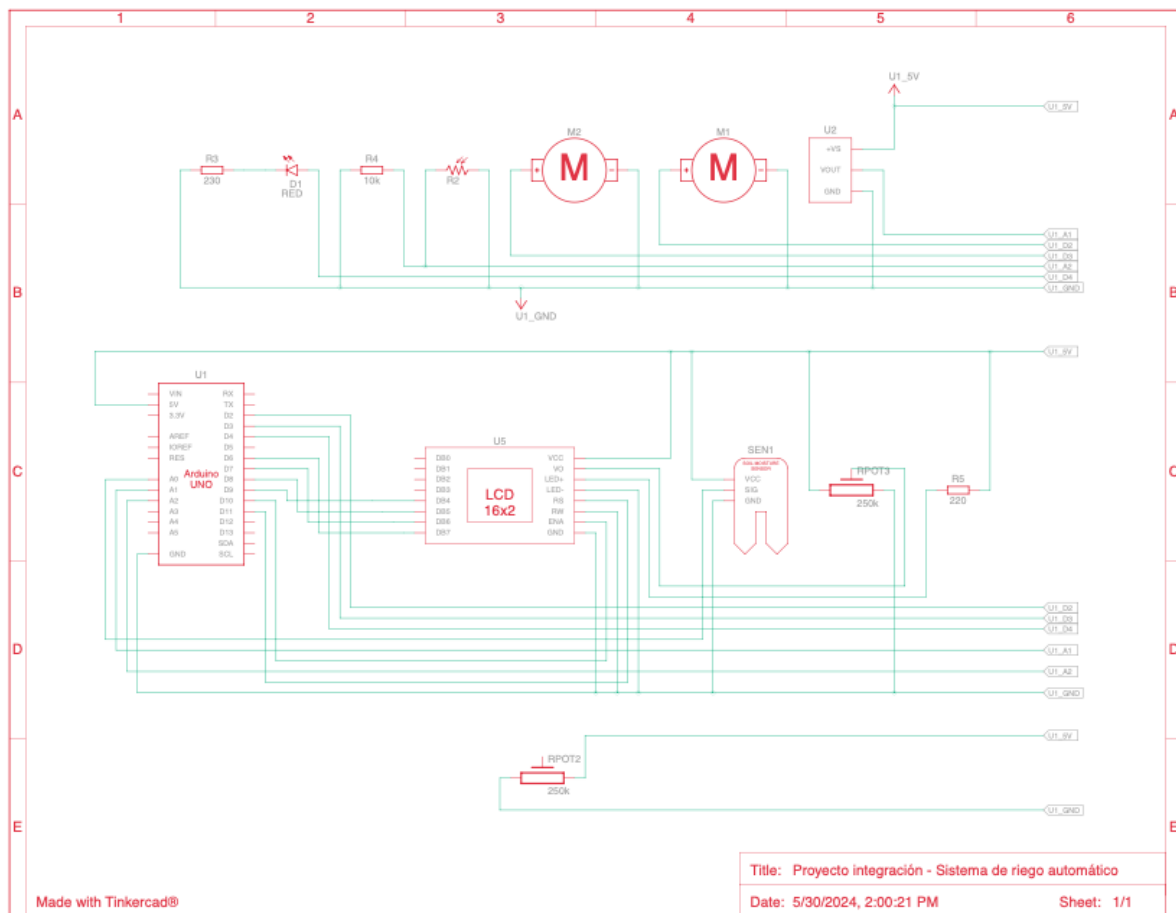 1 2 3 4 5 6
A A
U1_5V
U1_5V
M2 M1 U2
R3 R4 R2
230 D1 10k
RED
M M
+ - + -
+VS
VOUT
GND
U1_A1
U1_D2
U1_D3
U1_A2
U1_D4
U1_GND
B B
U1_GND
U1_5V
U1
VIN RX
5V TX
3.3V D2
D3
AREF D4
IOREF D5
RES D6
Arduino D7
UNO
A0 D8
A1 D9
A2 D10
A3 D11
A4 D12
A5 D13
SDA
GND SCL
C C
U5
DB0 VCC
DB1 VO
DB2 LED+
DB3 LED-
DB4 RS
DB5 RW
DB6 ENA
DB7 GND
LCD
16x2
SEN1
VCC
SIG
GND
RPOT3
250k
R5
220
D D
U1_D2
U1_D3
U1_D4
U1_A1
U1_A2
U1_GND
U1_5V
RPOT2
250k
U1_GND
E E
Title: Proyecto integración - Sistema de riego automático
Made with Tinkercad®
Date: 5/30/2024, 2:00:21 PM Sheet: 1/1